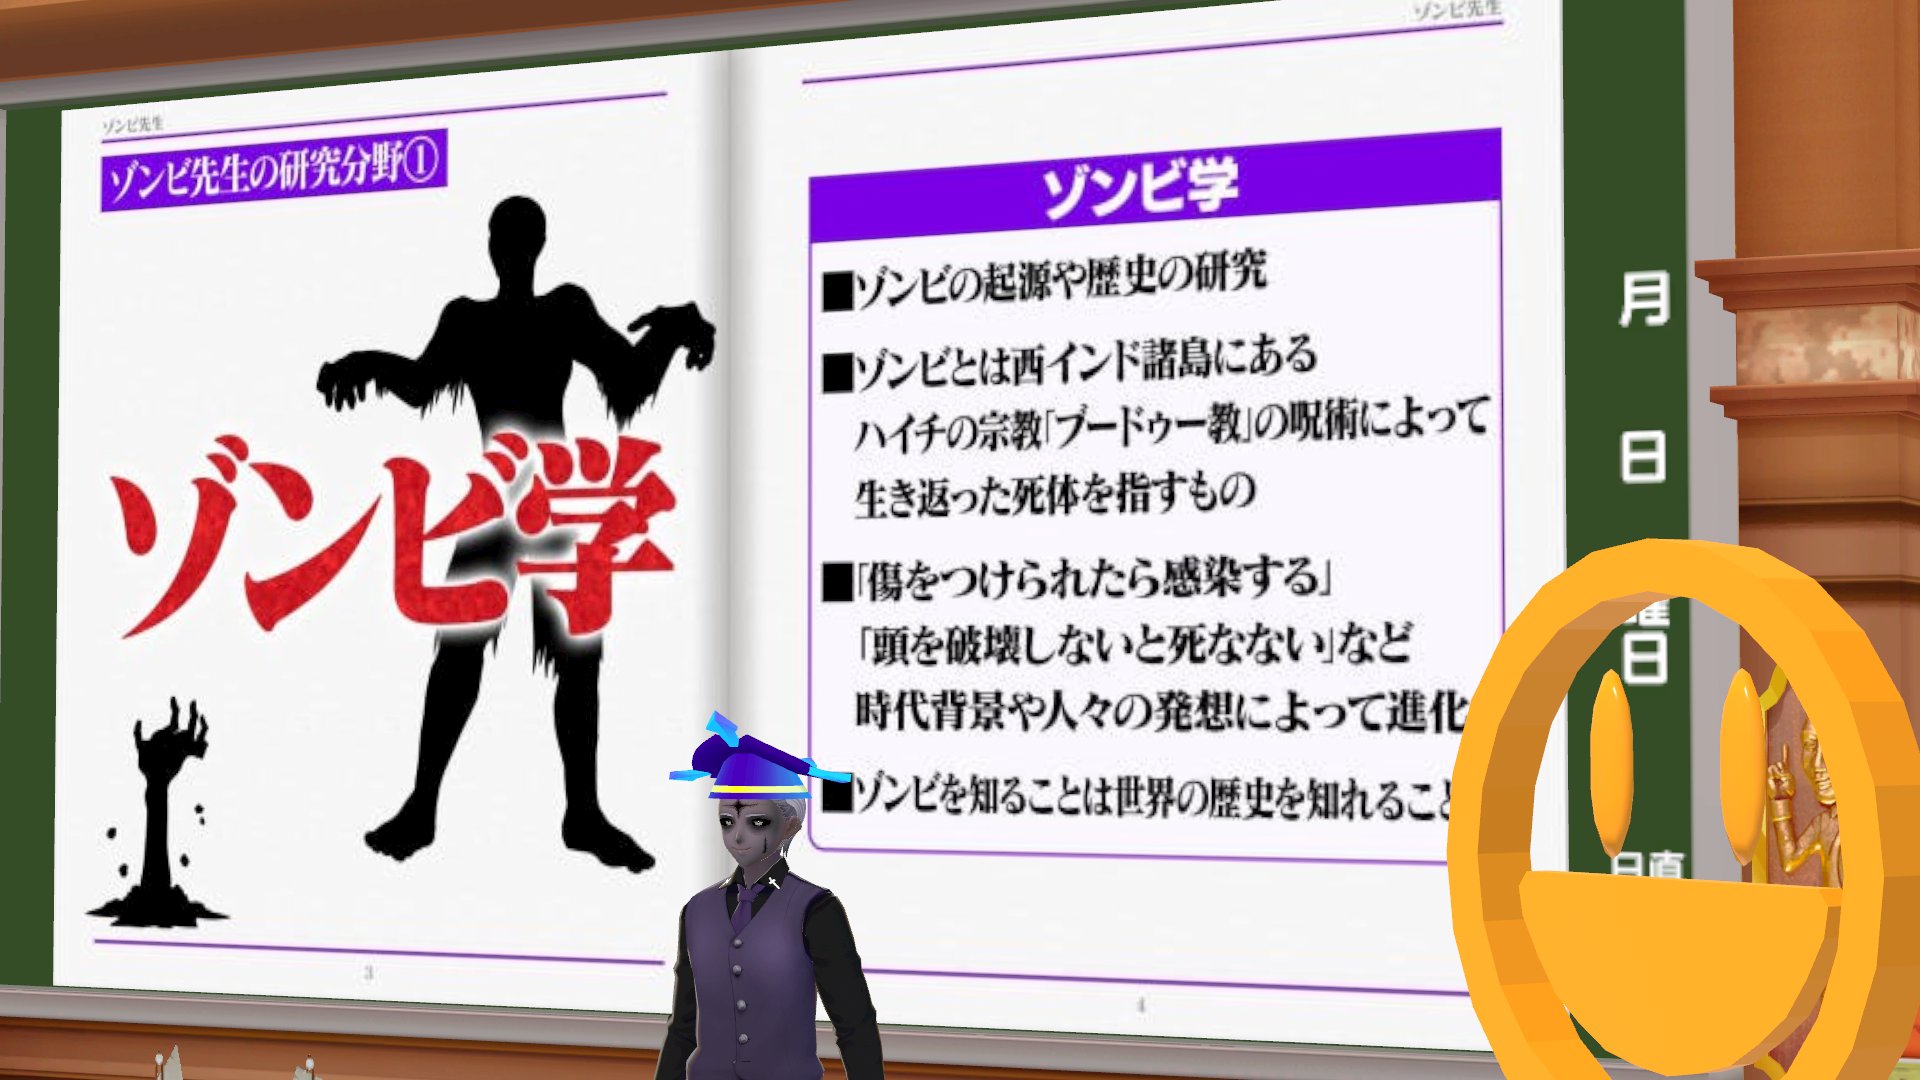 ゾンビ先生
ゾンビ先生の研究分野①
ゾンビ学
3
ゾンビ先生
ゾンビ学
■ゾンビの起源や歴史の研究
■ゾンビとは西インド諸島にある
ハイチの宗教「ブードゥー教」の呪術によって
生き返った死体を指すもの
■「傷をつけられたら感染する」
「頭を破壊しないと死なない」など
時代背景や人々の発想によって進化
■ゾンビを知ることは世界の歴史を知れること
4
月
日
曜
日
日直